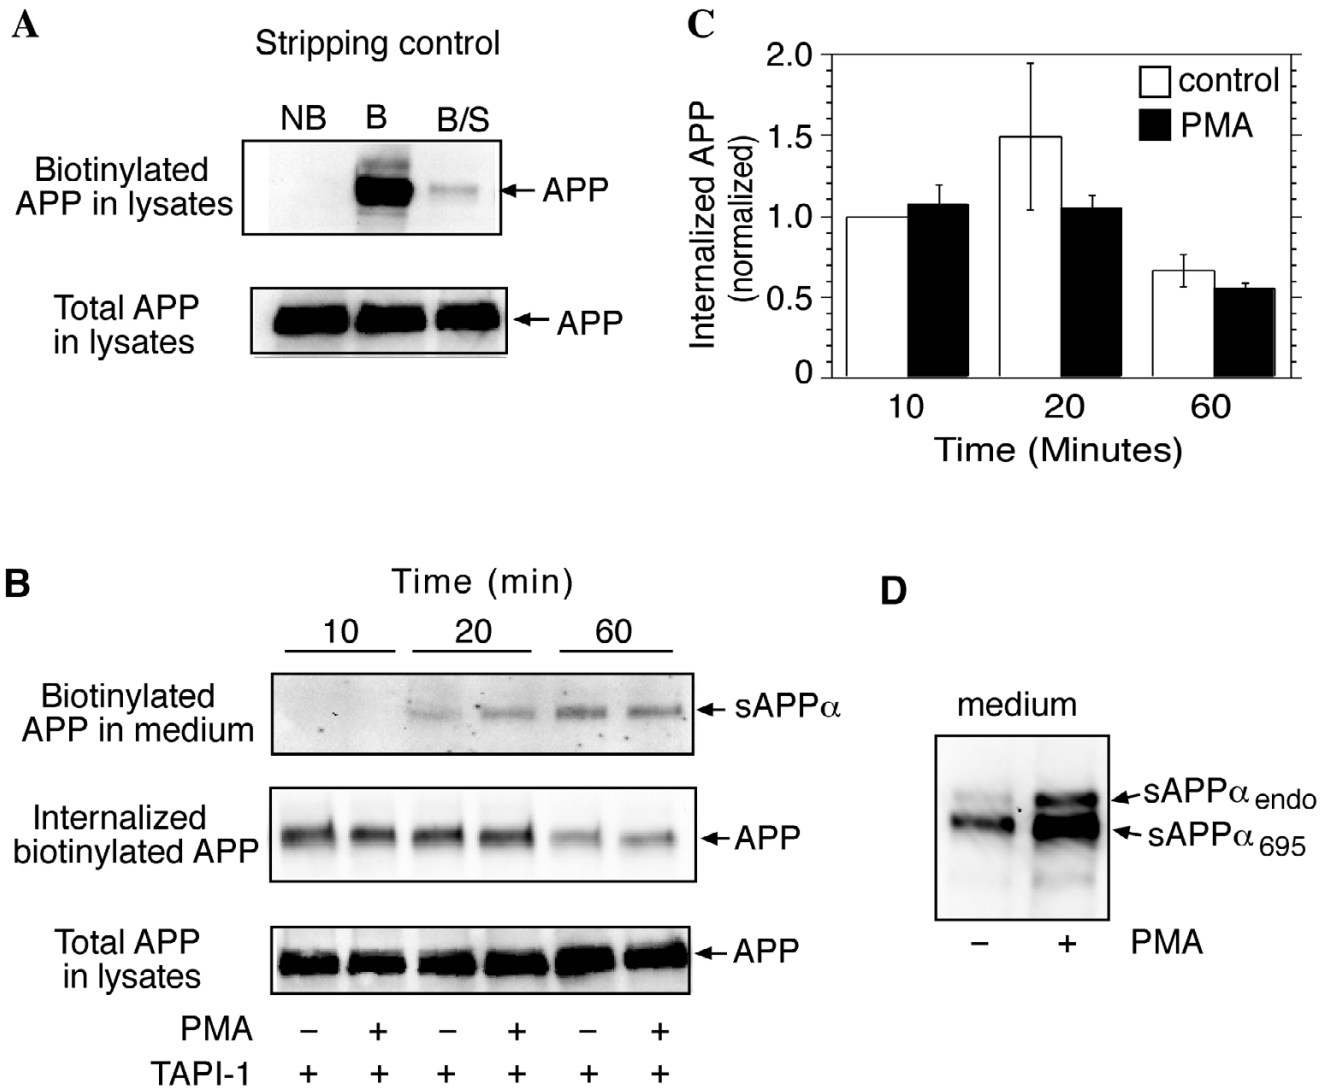 A
Stripping control
NB B B/S
Biotinylated
APP in lysates
APP
Total APP
in lysates
APP
C
Internalized APP
(normalized)
2.0
1.5
1.0
0.5
0
control
PMA
10 20 60
Time (Minutes)
B
Time (min)
10 20 60
Biotinylated
APP in medium
sAPPα
Internalized
biotinylated APP
APP
Total APP
in lysates
APP
PMA − + − + − +
TAPI-1 + + + + + +
D
medium
sAPPα endo
sAPPα 695
− + PMA